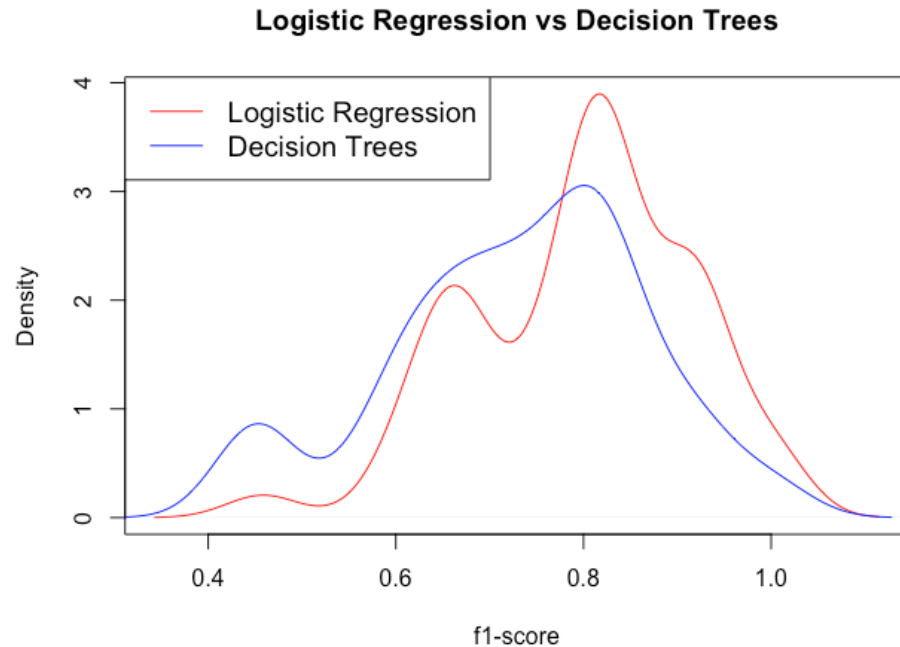 Logistic Regression vs Decision Trees
Logistic Regression
Decision Trees
Density
4
3
2
1
0
0.4 0.6 0.8 1.0
f1-score